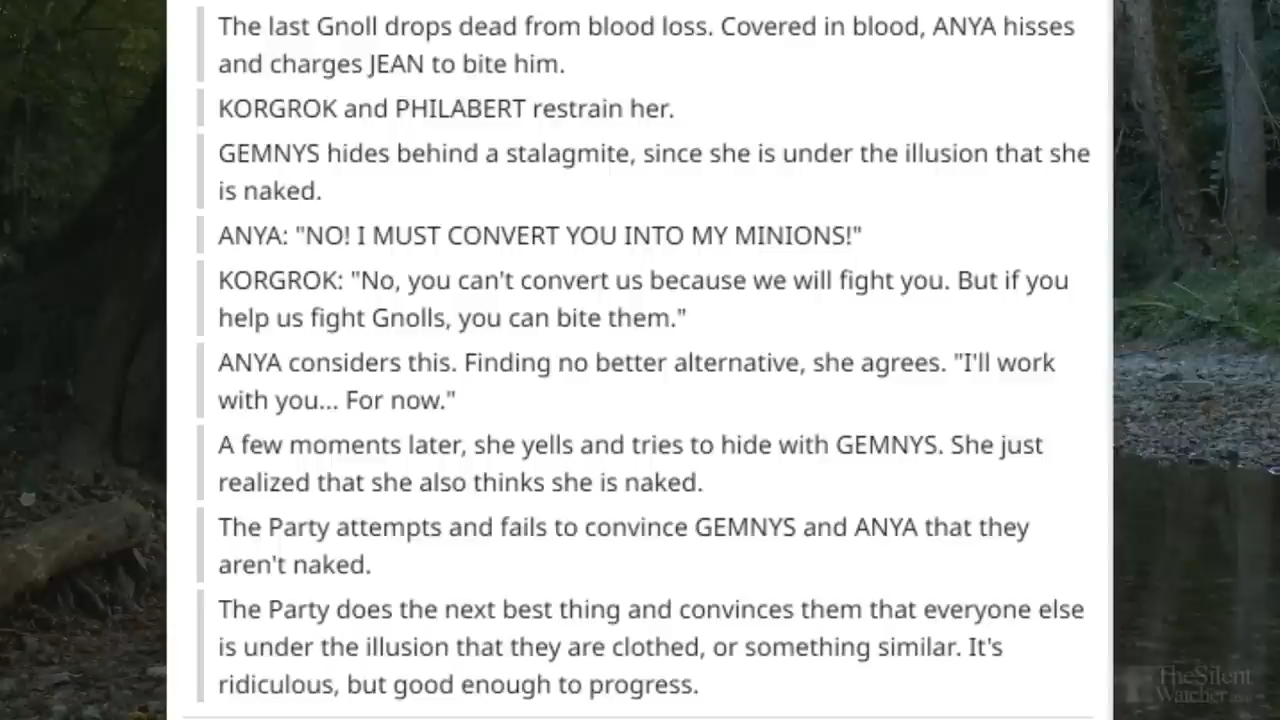 The last Gnoll drops dead from blood loss. Covered in blood, ANYA hisses
and charges JEAN to bite him.
KORGROK and PHILABERT restrain her.
GEMNYS hides behind a stalagmite, since she is under the illusion that she
is naked.
ANYA: "NO! I MUST CONVERT YOU INTO MY MINIONS!"
KORGROK: "No, you can't convert us because we will fight you. But if you
help us fight Gnolls, you can bite them."
ANYA considers this. Finding no better alternative, she agrees. "I'll work
with you... For now."
A few moments later, she yells and tries to hide with GEMNYS. She just
realized that she also thinks she is naked.
The Party attempts and fails to convince GEMNYS and ANYA that they
aren't naked.
The Party does the next best thing and convinces them that everyone else
is under the illusion that they are clothed, or something similar. It's
ridiculous, but good enough to progress.
TheSilent
Watcher